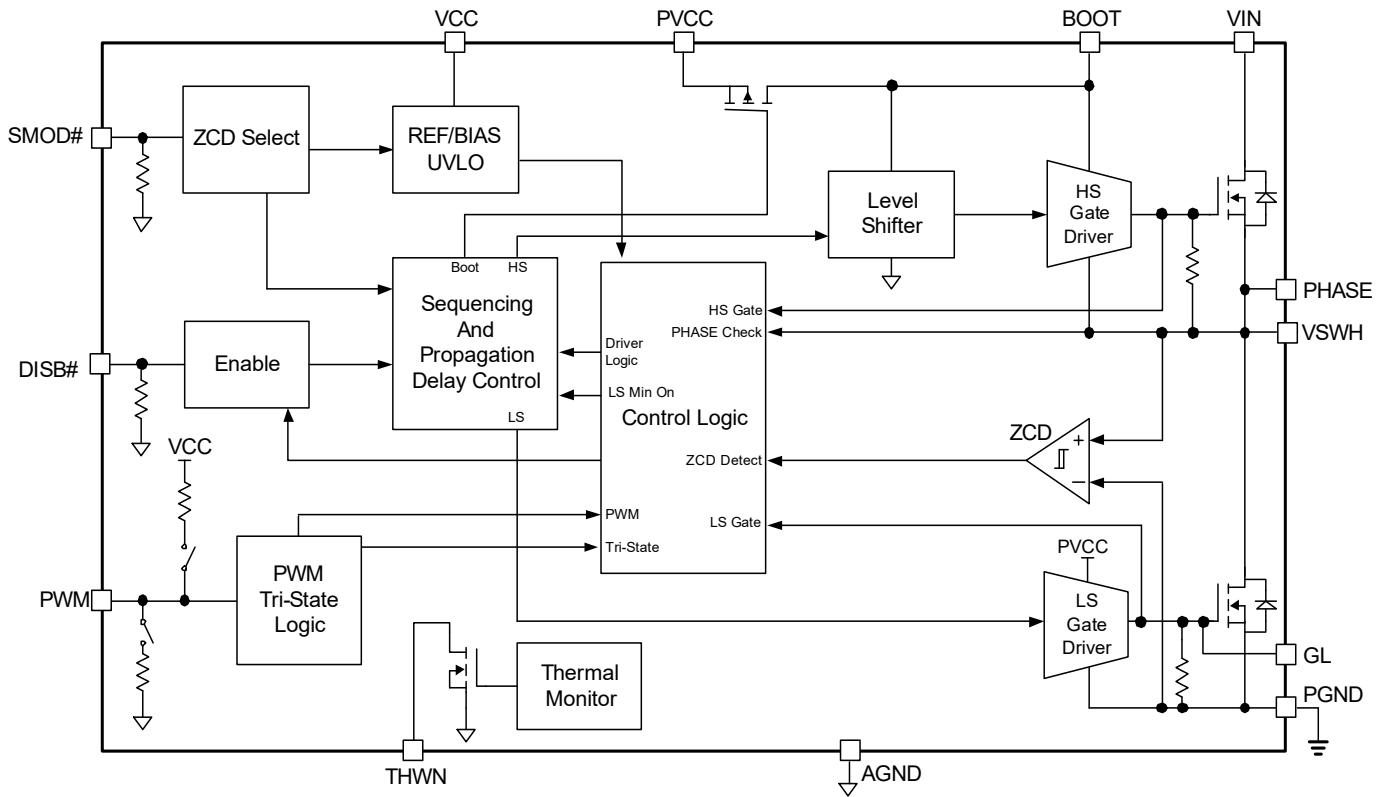 VCC
PVCC
BOOT
VIN
SMOD#
ZCD Select
REF/BIAS
UVLO
Level
Shifter
HS
Gate
Driver
Boot
HS
Sequencing
And
Propagation
Delay Control
LS
HS Gate
PHASE Check
Driver
Logic
LS Min On
Control Logic
ZCD Detect
LS Gate
PWM
Tri-State
PHASE
VSWH
DISB#
Enable
ZCD
+
−
VCC
PWM
PWM
Tri-State
Logic
PVCC
LS
Gate
Driver
GL
PGND
Thermal
Monitor
THWN
AGND